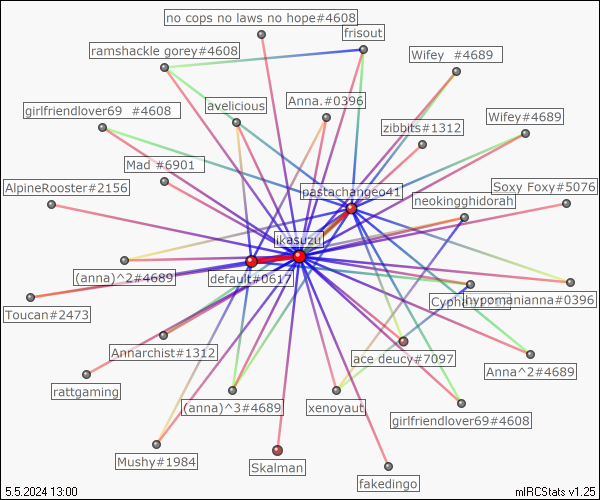 no cops no laws no hope#4608
frisout
ramshackle gorey#4608
Wifey  #4689
avelicious
Anna.#0396
girlfriendlover69  #4608
Wifey#4689
zibbits#1312
Mad #6901
AlpineRooster#2156
pastachangeo41
Soxy Foxy#5076
neokingghidorah
ikasuzu
(anna)^2#4689
default#0617
hypomanianna#0396
Toucan#2473
Annarchist#1312
ace deucy#7097
Anna^2#4689
rattgaming
(anna)^3#4689
xenoyaut
girlfriendlover69#4608
Mushy#1984
Skalman
fakedingo
5.5.2024 13:00
mIRCStats v1.25